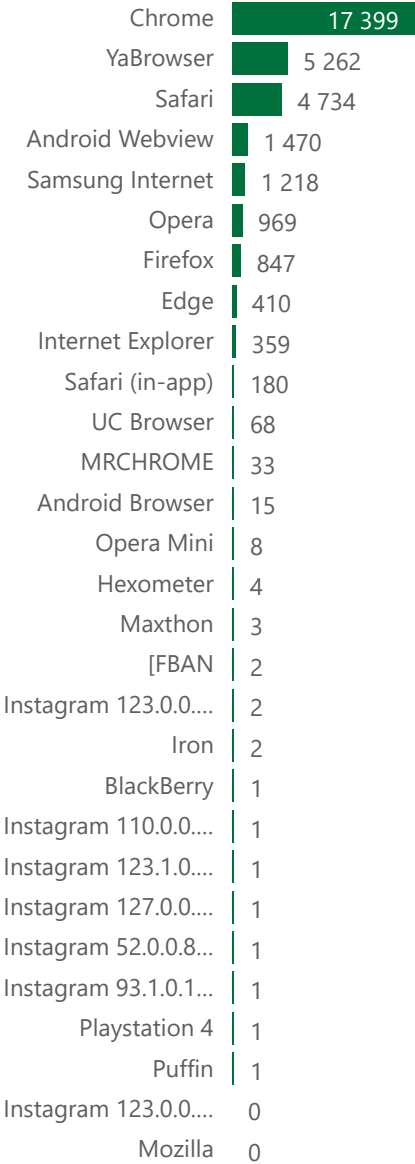 Chrome 17 399
YaBrowser 5 262
Safari 4 734
Android Webview 1 470
Samsung Internet 1 218
Opera 969
Firefox 847
Edge 410
Internet Explorer 359
Safari (in-app) 180
UC Browser 68
MRCHROME 33
Android Browser 15
Opera Mini 8
Hexometer 4
Maxthon 3
[FBAN 2
Instagram 123.0.0.... 2
Iron 2
BlackBerry 1
Instagram 110.0.0.... 1
Instagram 123.1.0.... 1
Instagram 127.0.0.... 1
Instagram 52.0.0.8... 1
Instagram 93.1.0.1... 1
Playstation 4 1
Puffin 1
Instagram 123.0.0.... 0
Mozilla 0